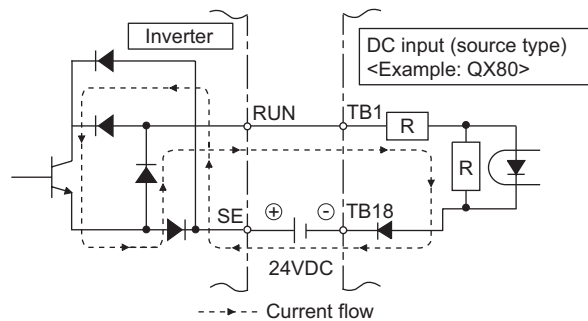 Inverter
DC input (source type)
<Example: QX80>
RUN
TB1
R
R
SE
⊕
⊖
TB18
24VDC
Current flow